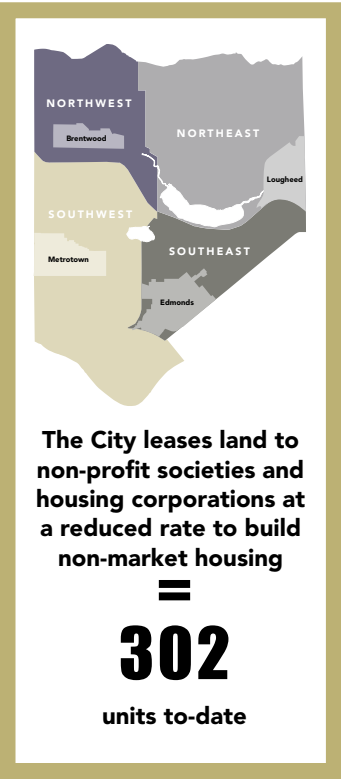 NORTHWEST
Brentwood
NORTHEAST
Lougheed
SOUTHWEST
SOUTHEAST
Metrotown
Edmonds
The City leases land to
non-profit societies and
housing corporations at
a reduced rate to build
non-market housing
=
302
units to-date